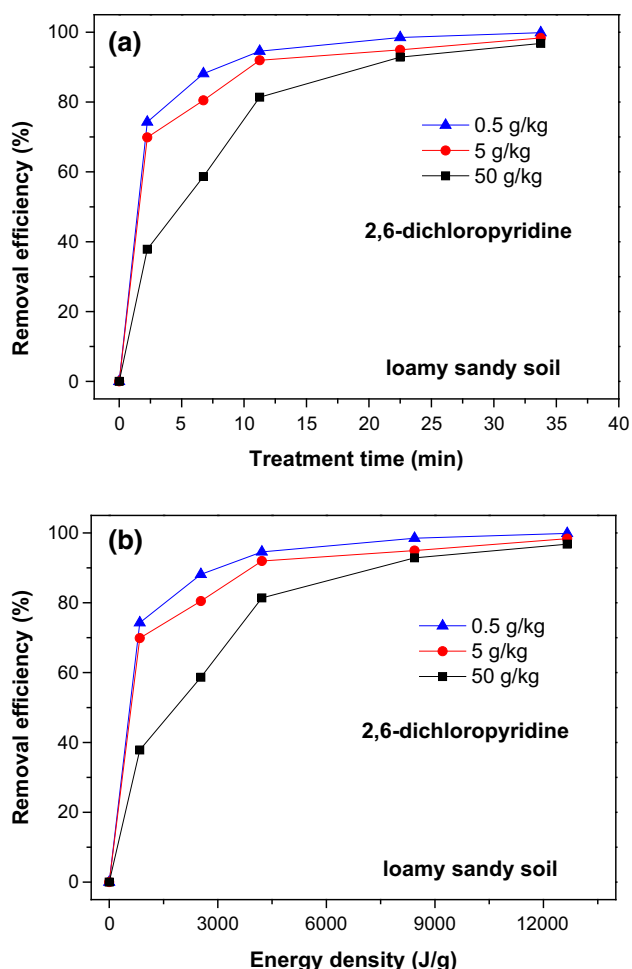 (a)
100
80
60
40
20
0
Removal efficiency (%)
0.5 g/kg
5 g/kg
50 g/kg
2,6-dichloropyridine
loamy sandy soil
0 5 10 15 20 25 30 35 40
Treatment time (min)
(b)
100
80
60
40
20
0
Removal efficiency (%)
0.5 g/kg
5 g/kg
50 g/kg
2,6-dichloropyridine
loamy sandy soil
0 3000 6000 9000 12000
Energy density (J/g)